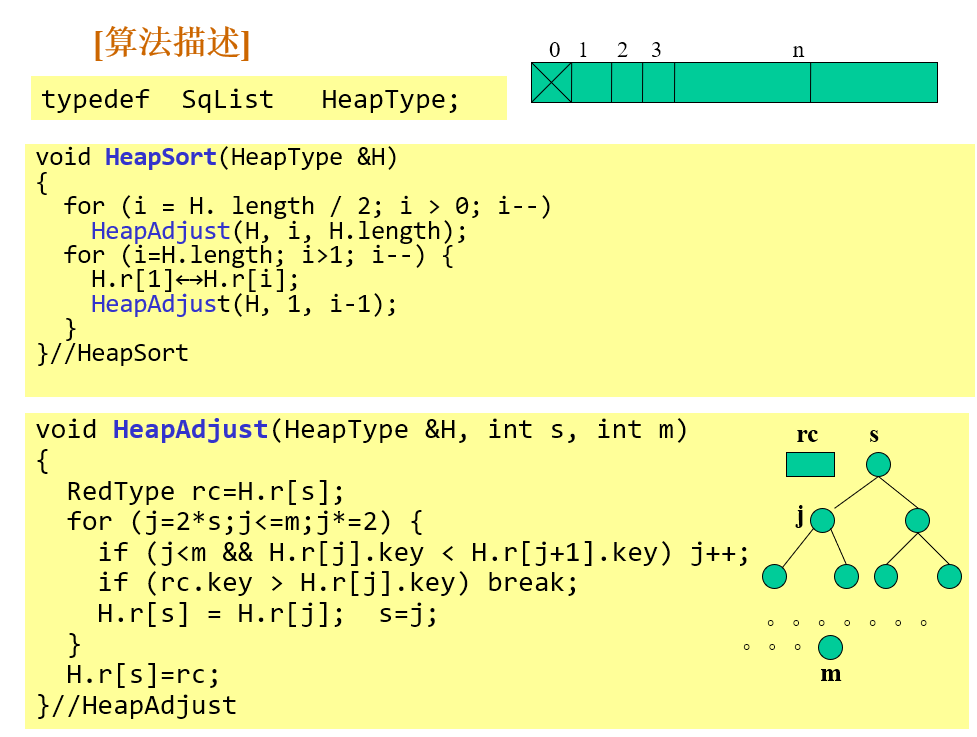 [算法描述]
0 1 2 3 n
typedef SqList HeapType;
void HeapSort(HeapType &H)
{
for (i = H. length / 2; i > 0; i--)
HeapAdjust(H, i, H.length);
for (i=H.length; i>1; i--) {
H.r[1]↔H.r[i];
HeapAdjust(H, 1, i-1);
}
}//HeapSort
void HeapAdjust(HeapType &H, int s, int m)
{
RedType rc=H.r[s];
for (j=2*s;j<=m;j*=2) {
if (j<m && H.r[j].key < H.r[j+1].key) j++;
if (rc.key > H.r[j].key) break;
H.r[s] = H.r[j]; s=j;
}
H.r[s]=rc;
}//HeapAdjust
rc s
j
m